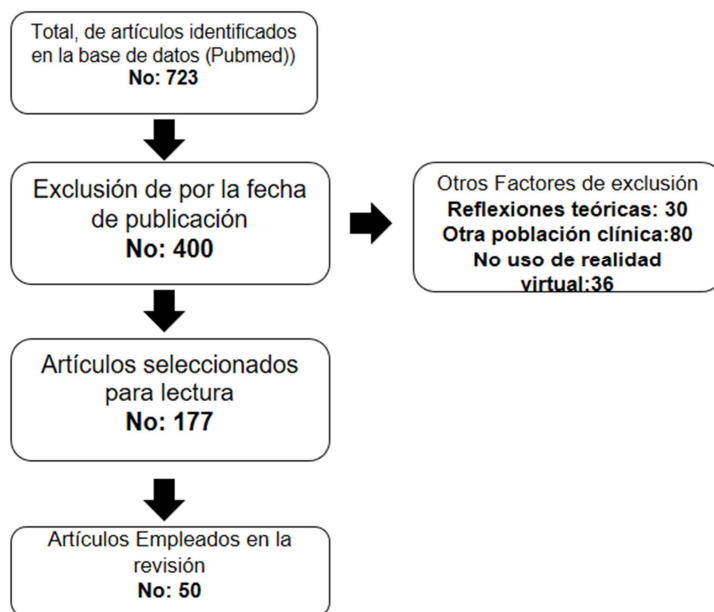 Total, de artículos identificados
en la base de datos (Pubmed))
No: 723
Exclusión de por la fecha
de publicación
No: 400
Otros Factores de exclusión
Reflexiones teóricas: 30
Otra población clínica:80
No uso de realidad
virtual:36
Artículos seleccionados
para lectura
No: 177
Artículos Empleados en la
revisión
No: 50